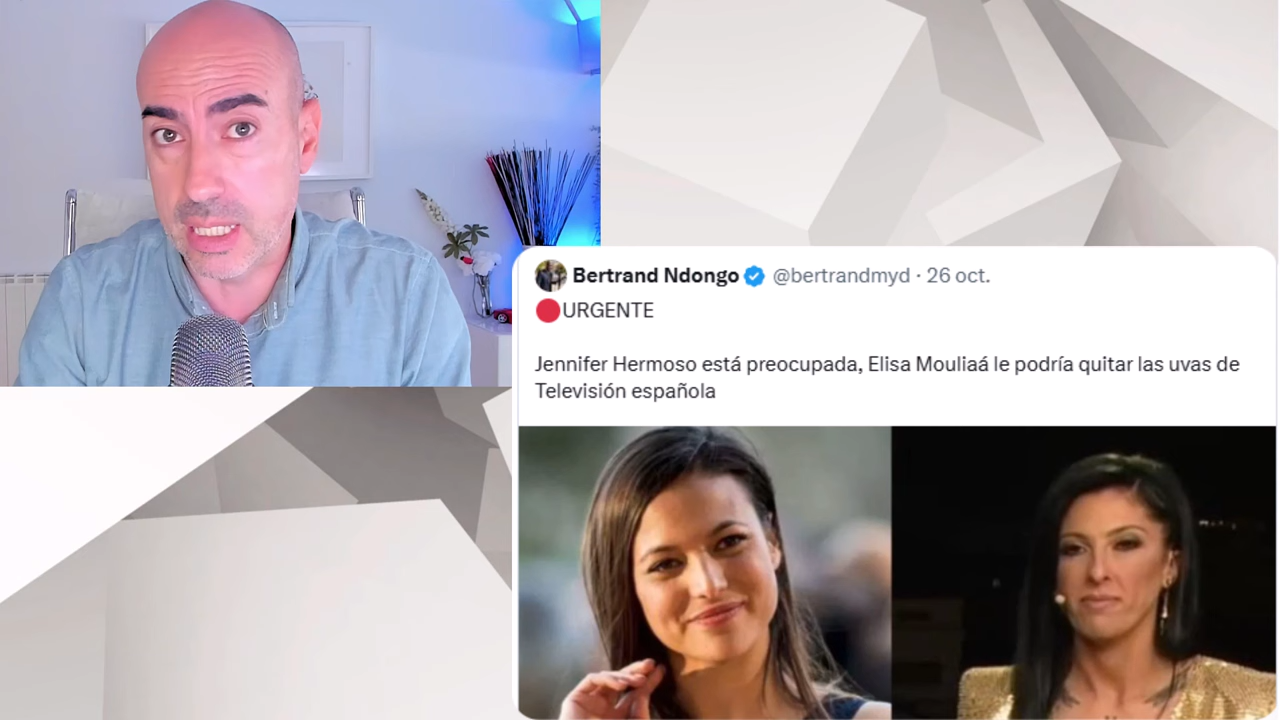 Bertrand Ndongo @bertrandmyd · 26 oct.
🔴URGENTE
Jennifer Hermoso está preocupada, Elisa Mouliaá le podría quitar las uvas de
Televisión española